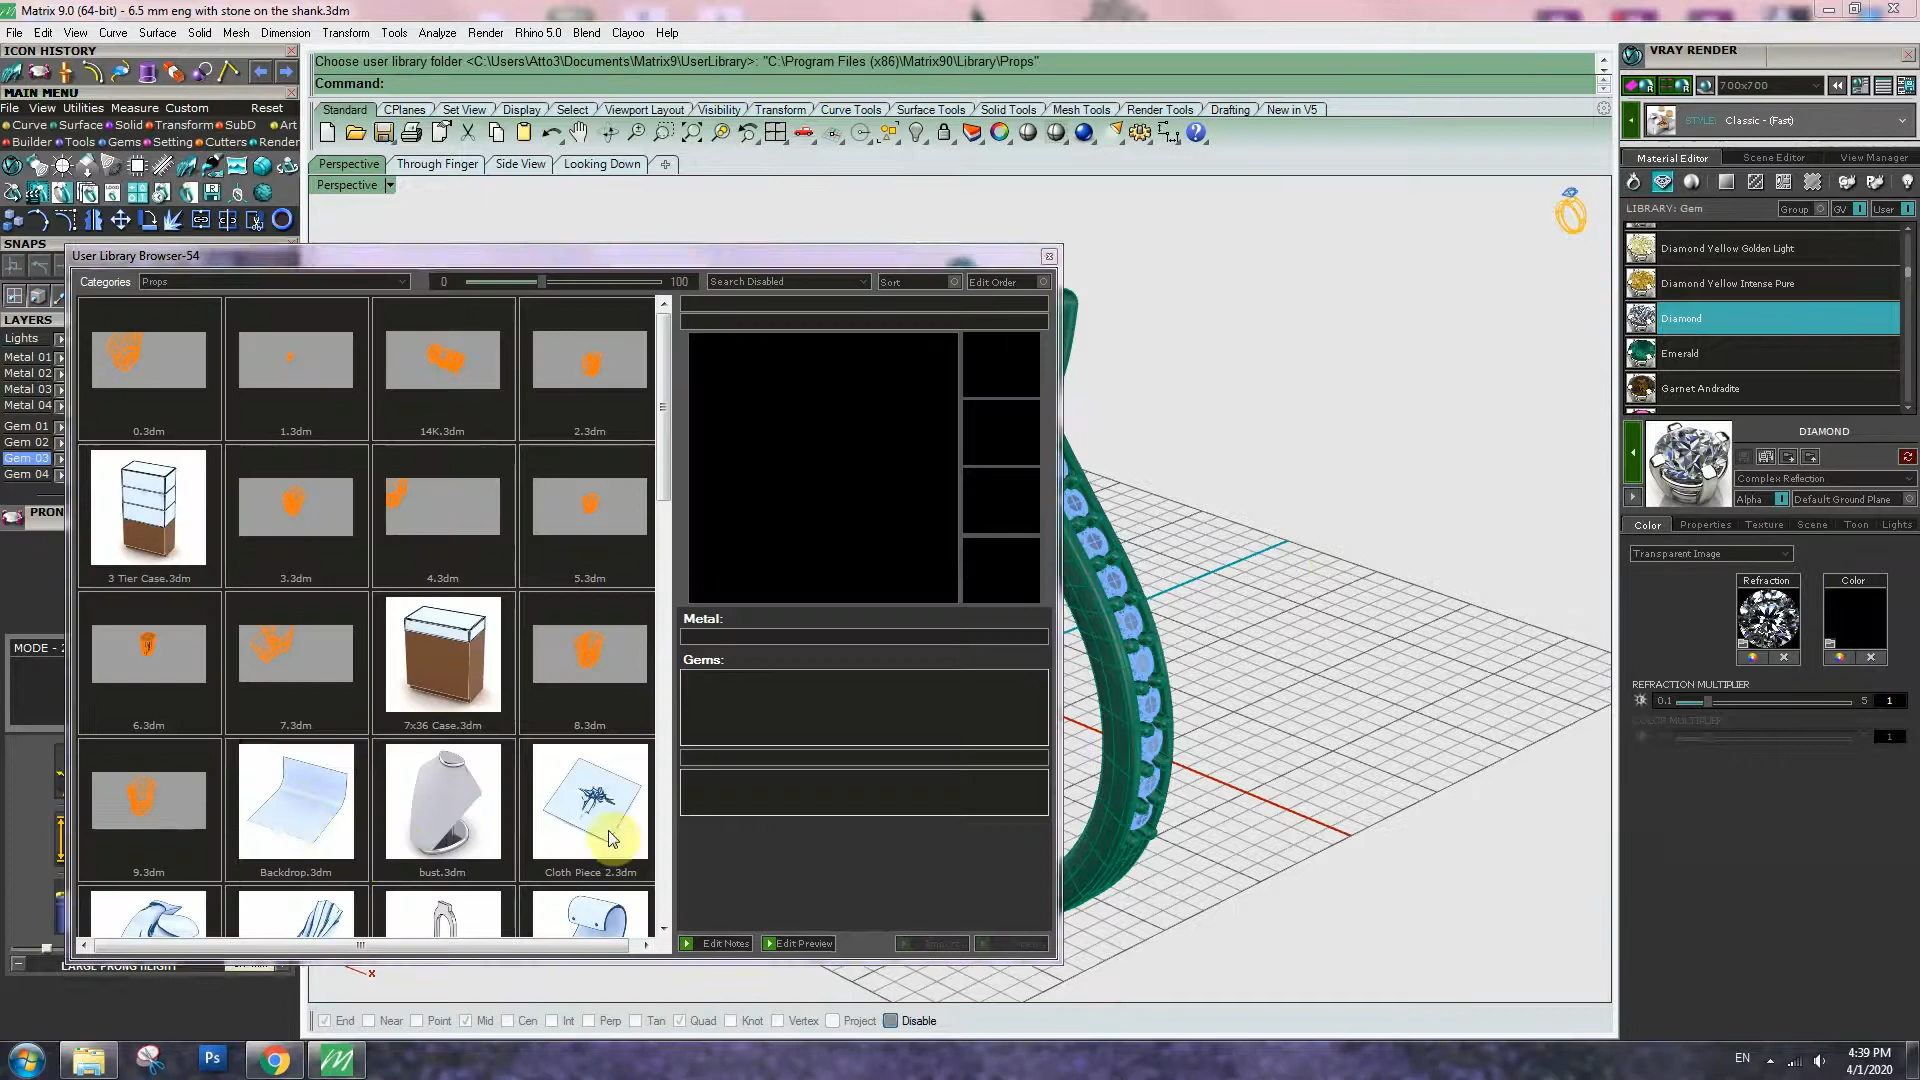 Matrix 9.0 (64-bit) - 6.5 mm eng with stone on the shank.3dm
File Edit View Curve Surface Solid Mesh Dimension Transform Tools Analyze Render Rhino 5.0 Blend Clayoo Help
ICON HISTORY
MAIN MENU
File View Utilities Measure Custom Reset
Curve Surface Solid Transform SubD Art
Builder Tools Gems Setting Cutters Render
SNAPS
LAYERS
Lights
Metal 01
Metal 02
Metal 03
Metal 04
Gem 01
Gem 02
Gem 03
Gem 04
MODE - 2
LARGE PRONG HEIGHT
Choose user library folder <C:\Users\Atto3\Documents\Matrix9\UserLibrary>: "C:\Program Files (x86)\Matrix90\Library\Props"
Command:
Standard CPlanes Set View Display Select Viewport Layout Visibility Transform Curve Tools Surface Tools Solid Tools Mesh Tools Render Tools Drafting New in V5
Perspective Through Finger Side View Looking Down
Perspective
User Library Browser-54
Categories Props 0 100 Search Disabled Sort Edit Order
0.3dm 1.3dm 14K.3dm 2.3dm
3 Tier Case.3dm 3.3dm 4.3dm 5.3dm
6.3dm 7.3dm 7x36 Case.3dm 8.3dm
9.3dm Backdrop.3dm bust.3dm Cloth Piece 2.3dm
Metal:
Gems:
Edit Notes Edit Preview
x
End Near Point Mid Cen Int Perp Tan Quad Knot Vertex Project Disable
VRAY RENDER
700x700
STYLE: Classic - (Fast)
Material Editor Scene Editor View Manager
LIBRARY: Gem Group GV User
Diamond Yellow Golden Light
Diamond Yellow Intense Pure
Diamond
Emerald
Garnet Andradite
DIAMOND
Complex Reflection
Alpha Default Ground Plane
Color Properties Texture Scene Toon Lights
Transparent Image
Refraction Color
REFRACTION MULTIPLIER
0.1 5 1
COLOR MULTIPLIER
1
Ps
EN
4:39 PM
4/1/2020